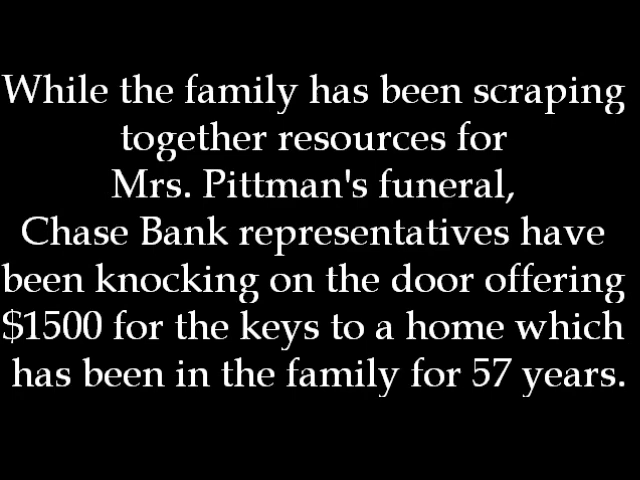 While the family has been scraping
together resources for
Mrs. Pittman's funeral,
Chase Bank representatives have
been knocking on the door offering
$1500 for the keys to a home which
has been in the family for 57 years.